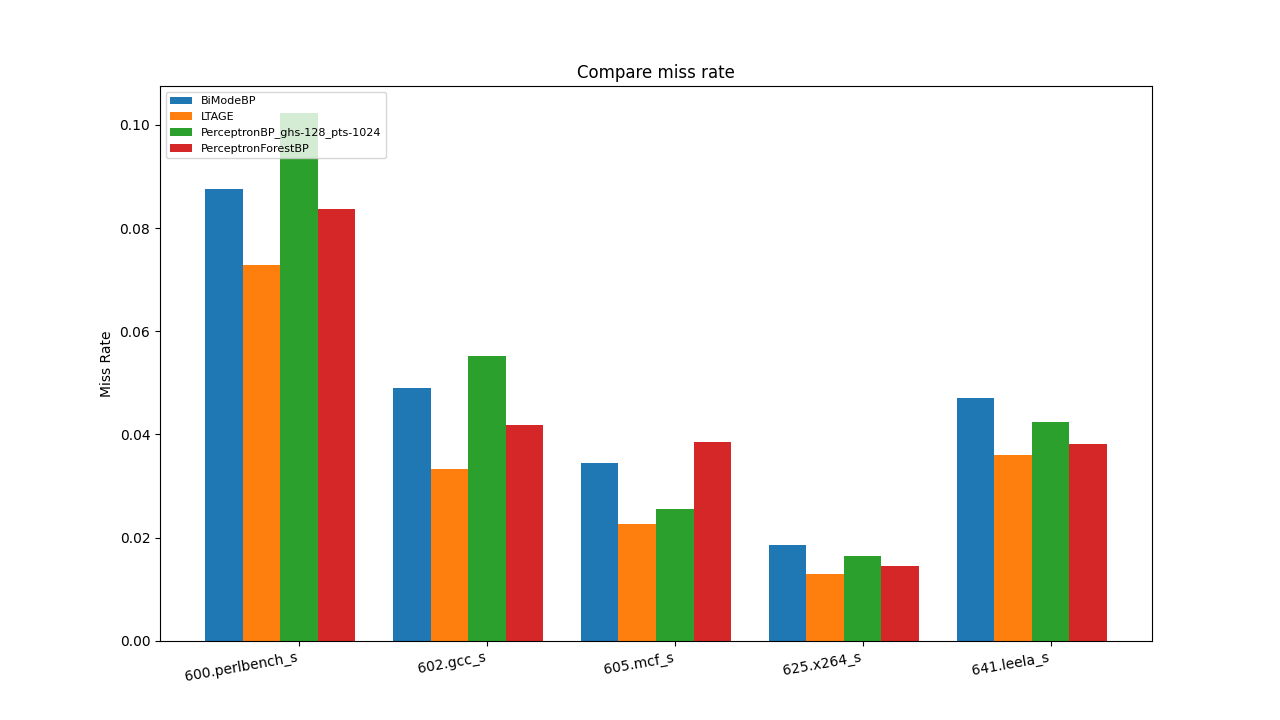 Compare miss rate
BiModeBP
LTAGE
PerceptronBP_ghs-128_pts-1024
PerceptronForestBP
Miss Rate
0.10
0.08
0.06
0.04
0.02
0.00
600.perlbench_s
602.gcc_s
605.mcf_s
625.x264_s
641.leela_s